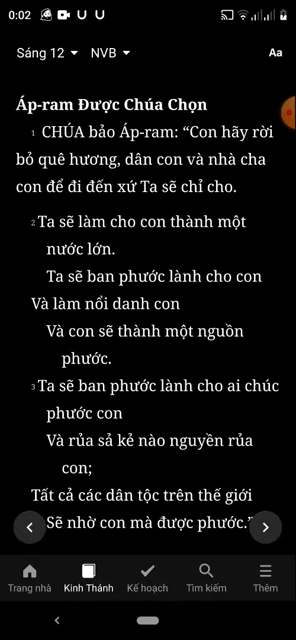 0:02
Sáng 12 NVB Aa
Áp-ram Được Chúa Chọn
1 CHÚA bảo Áp-ram: “Con hãy rời
bỏ quê hương, dân con và nhà cha
con để đi đến xứ Ta sẽ chỉ cho.
2 Ta sẽ làm cho con thành một
nước lớn.
Ta sẽ ban phước lành cho con
Và làm nổi danh con
Và con sẽ thành một nguồn
phước.
3 Ta sẽ ban phước lành cho ai chúc
phước con
Và rủa sả kẻ nào nguyền rủa
con;
Tất cả các dân tộc trên thế giới
Sẽ nhờ con mà được phước.”
Trang nhà Kinh Thánh Kế hoạch Tìm kiếm Thêm